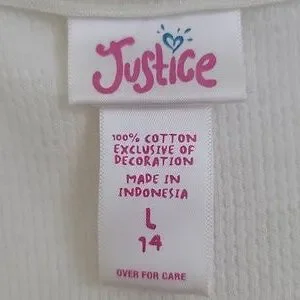 Justice
100% COTTON
EXCLUSIVE OF
DECORATION
MADE IN
INDONESIA
L
14
OVER FOR CARE